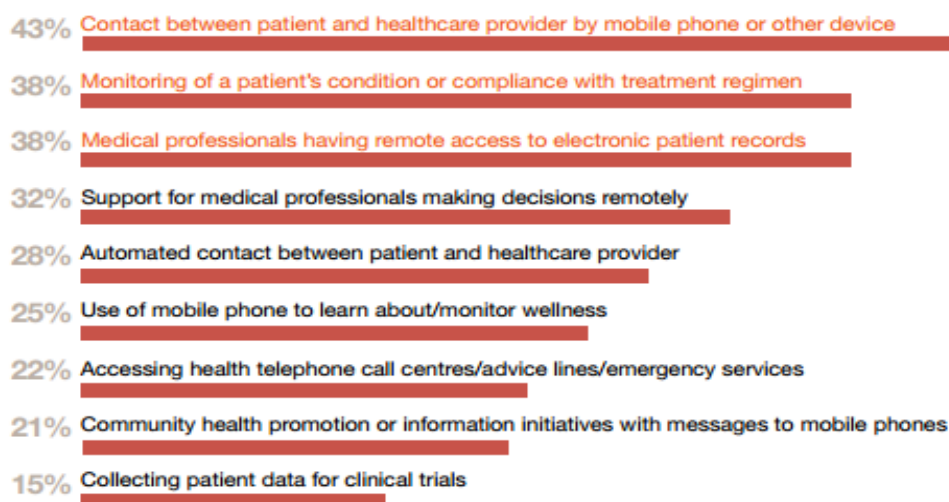 43% Contact between patient and healthcare provider by mobile phone or other device
38% Monitoring of a patient's condition or compliance with treatment regimen
38% Medical professionals having remote access to electronic patient records
32% Support for medical professionals making decisions remotely
28% Automated contact between patient and healthcare provider
25% Use of mobile phone to learn about/monitor wellness
22% Accessing health telephone call centres/advice lines/emergency services
21% Community health promotion or information initiatives with messages to mobile phones
15% Collecting patient data for clinical trials